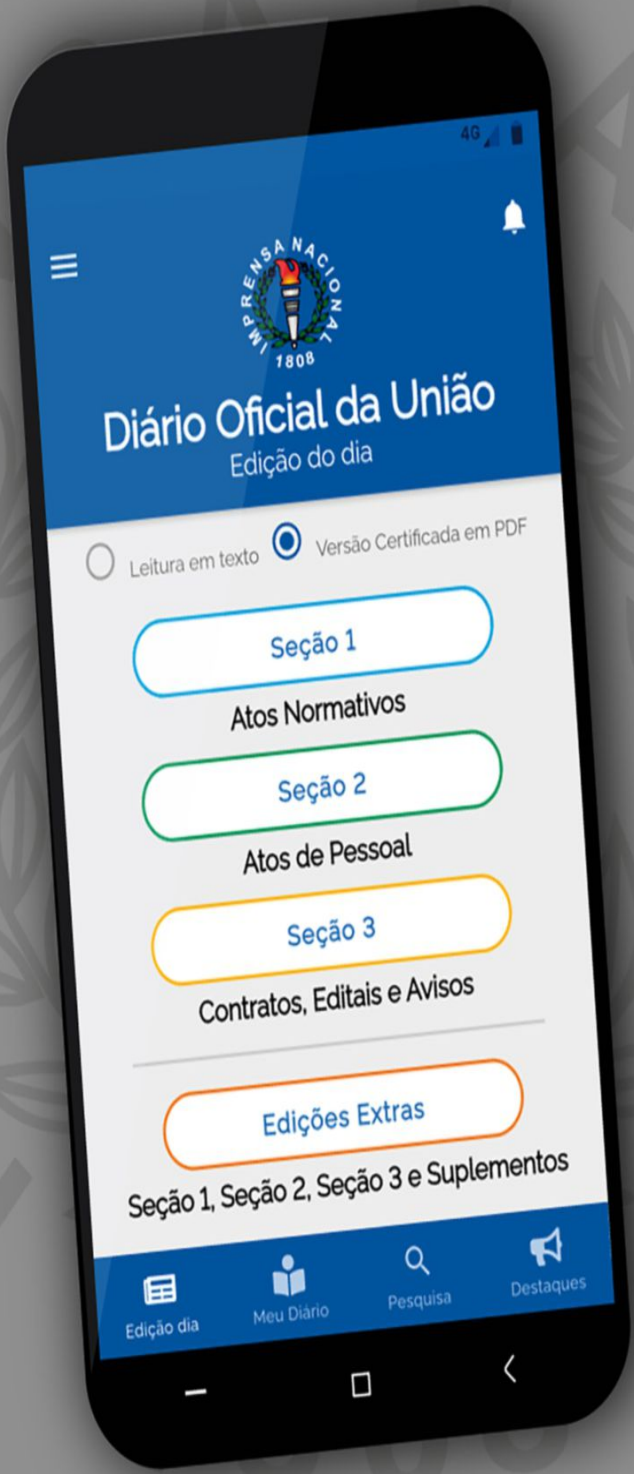 4G
IMPRENSA NACIONAL
1808
Diário Oficial da União
Edição do dia
Leitura em texto Versão Certificada em PDF
Seção 1
Atos Normativos
Seção 2
Atos de Pessoal
Seção 3
Contratos, Editais e Avisos
Edições Extras
Seção 1, Seção 2, Seção 3 e Suplementos
Edição dia Meu Diário Pesquisa Destaques